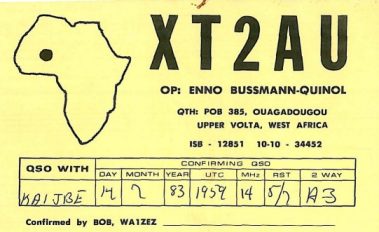 XT2AU
OP: ENNO BUSSMANN-QUINOL
QTH: POB 385, OUAGADOUGOU
UPPER VOLTA, WEST AFRICA
ISB - 12851 10-10 - 34452
CONFIRMING QSO
QSO WITH DAY MONTH YEAR UTC MHz RST 2 WAY
KA1JBE 14 7 83 1959 14 5/7 A3
Confirmed by BOB, WA1ZEZ